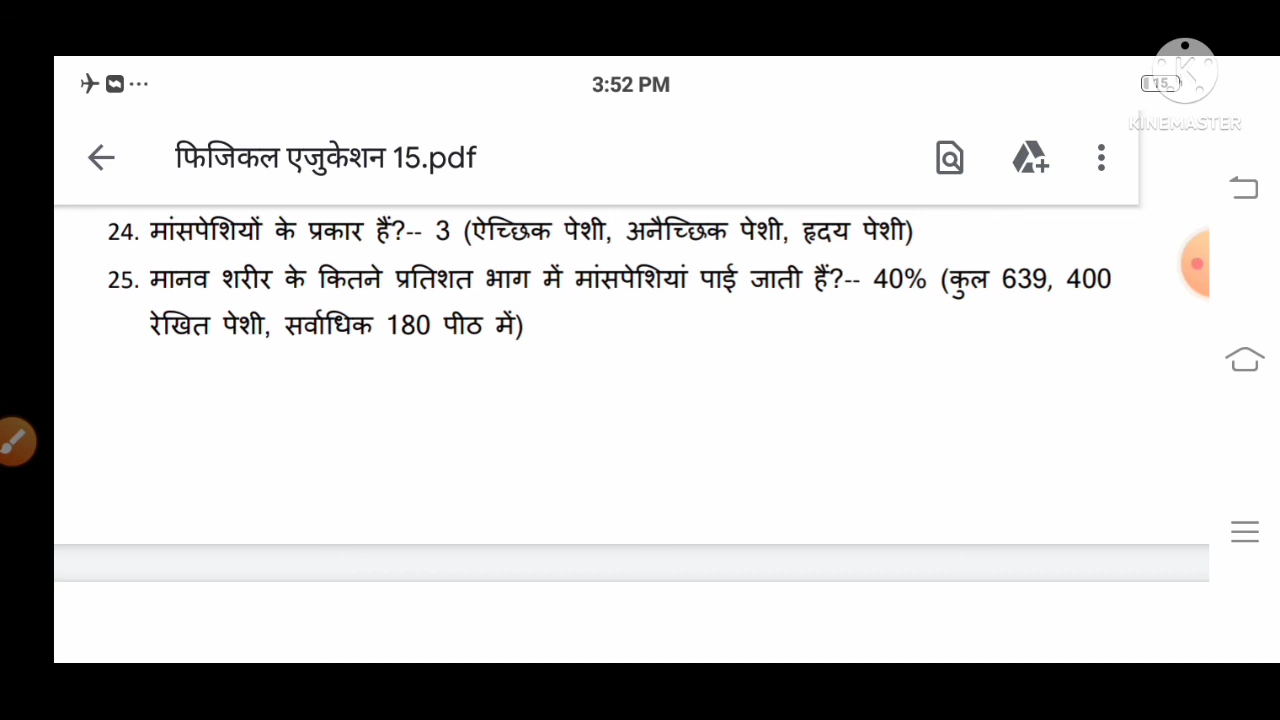 3:52 PM
15
KINEMASTER
फिजिकल एजुकेशन 15.pdf
24. मांसपेशियों के प्रकार हैं?-- 3 (ऐच्छिक पेशी, अनैच्छिक पेशी, हृदय पेशी)
25. मानव शरीर के कितने प्रतिशत भाग में मांसपेशियां पाई जाती हैं?-- 40% (कुल 639, 400
रेखित पेशी, सर्वाधिक 180 पीठ में)